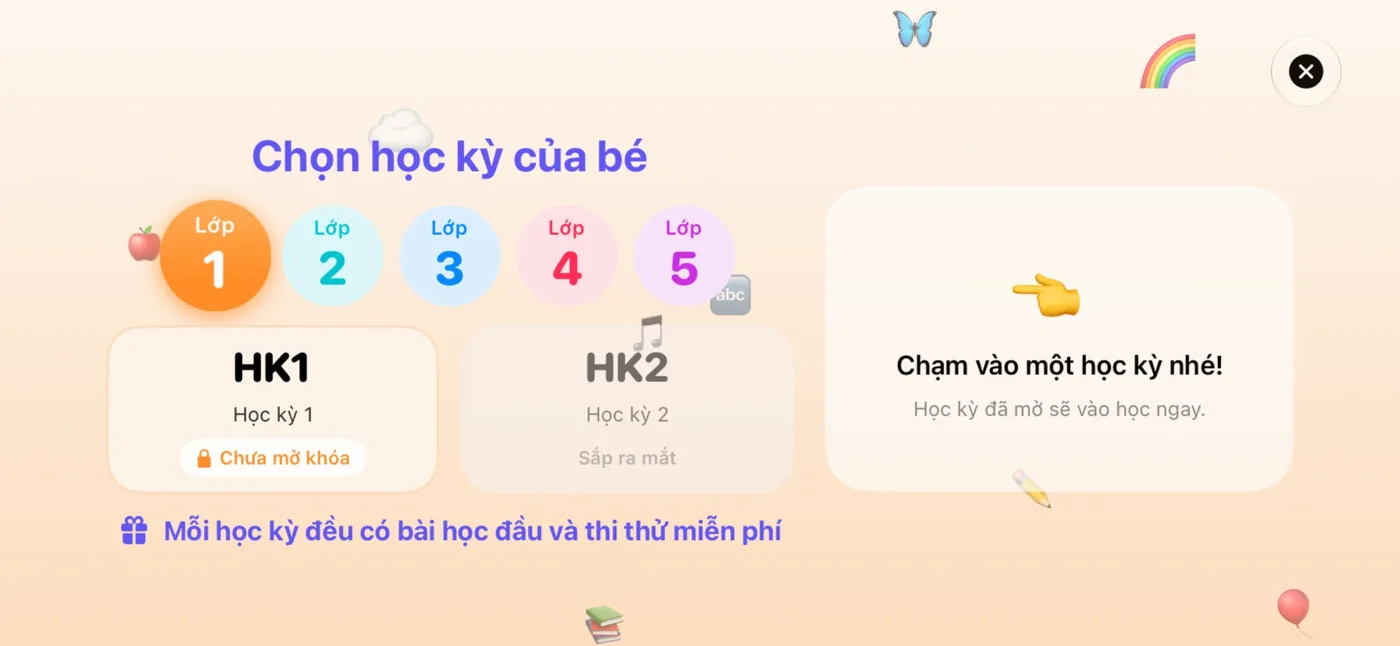 Chọn học kỳ của bé
Lớp
1
Lớp
2
Lớp
3
Lớp
4
Lớp
5
abc
HK1
Học kỳ 1
Chưa mở khóa
HK2
Học kỳ 2
Sắp ra mắt
Mỗi học kỳ đều có bài học đầu và thi thử miễn phí
Chạm vào một học kỳ nhé!
Học kỳ đã mở sẽ vào học ngay.